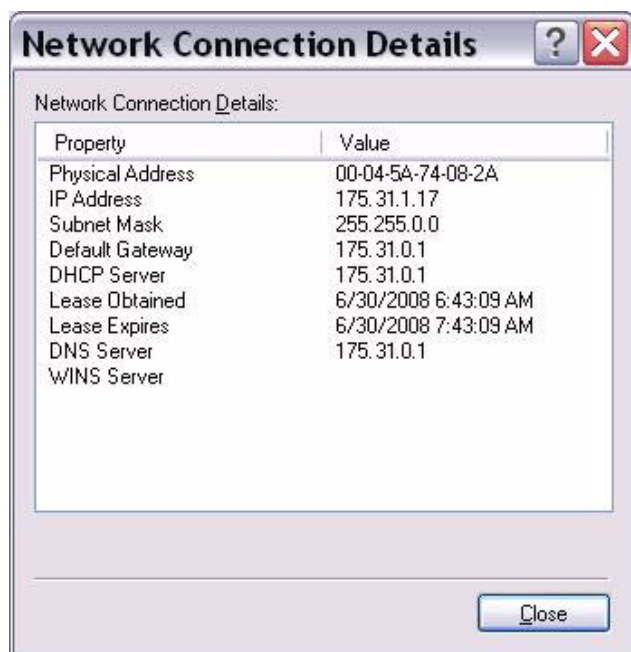 Network Connection Details
Network Connection Details:
Property Value
Physical Address 00-04-5A-74-08-2A
IP Address 175.31.1.17
Subnet Mask 255.255.0.0
Default Gateway 175.31.0.1
DHCP Server 175.31.0.1
Lease Obtained 6/30/2008 6:43:09 AM
Lease Expires 6/30/2008 7:43:09 AM
DNS Server 175.31.0.1
WINS Server
Close